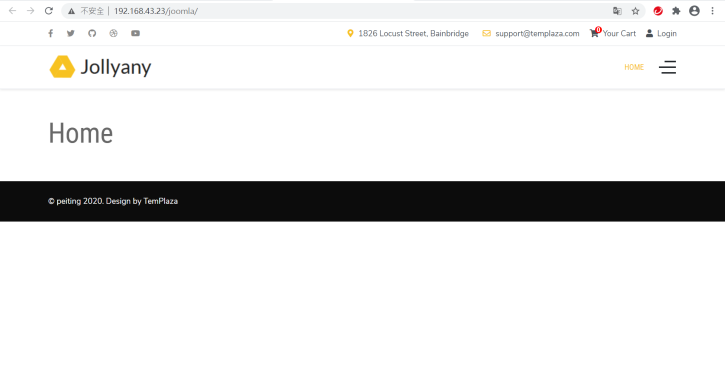 不安全 | 192.168.43.23/joomla/
1826 Locust Street, Bainbridge support@templaza.com 0 Your Cart Login
Jollyany HOME
Home
© peiting 2020. Design by TemPlaza